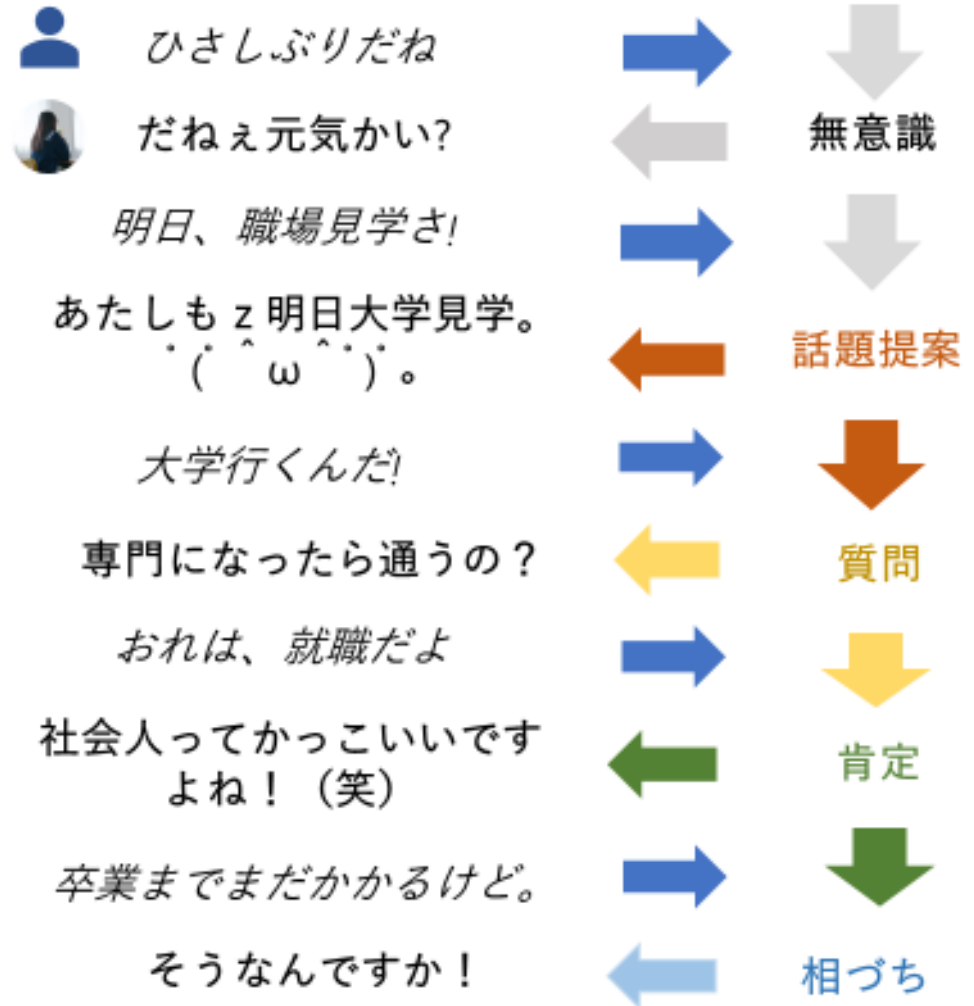 ひさしぶりだね
だねぇ元気かい?
無意識
明日、職場見学さ!
あたしもｚ明日大学見学。
ﾟ･(ﾟ＾ω＾ﾟ･)ﾟ。
話題提案
大学行くんだ!
専門になったら通うの？
質問
おれは、就職だよ
社会人ってかっこいいです
よね！（笑）
肯定
卒業までまだかかるけど。
そうなんですか！
相づち